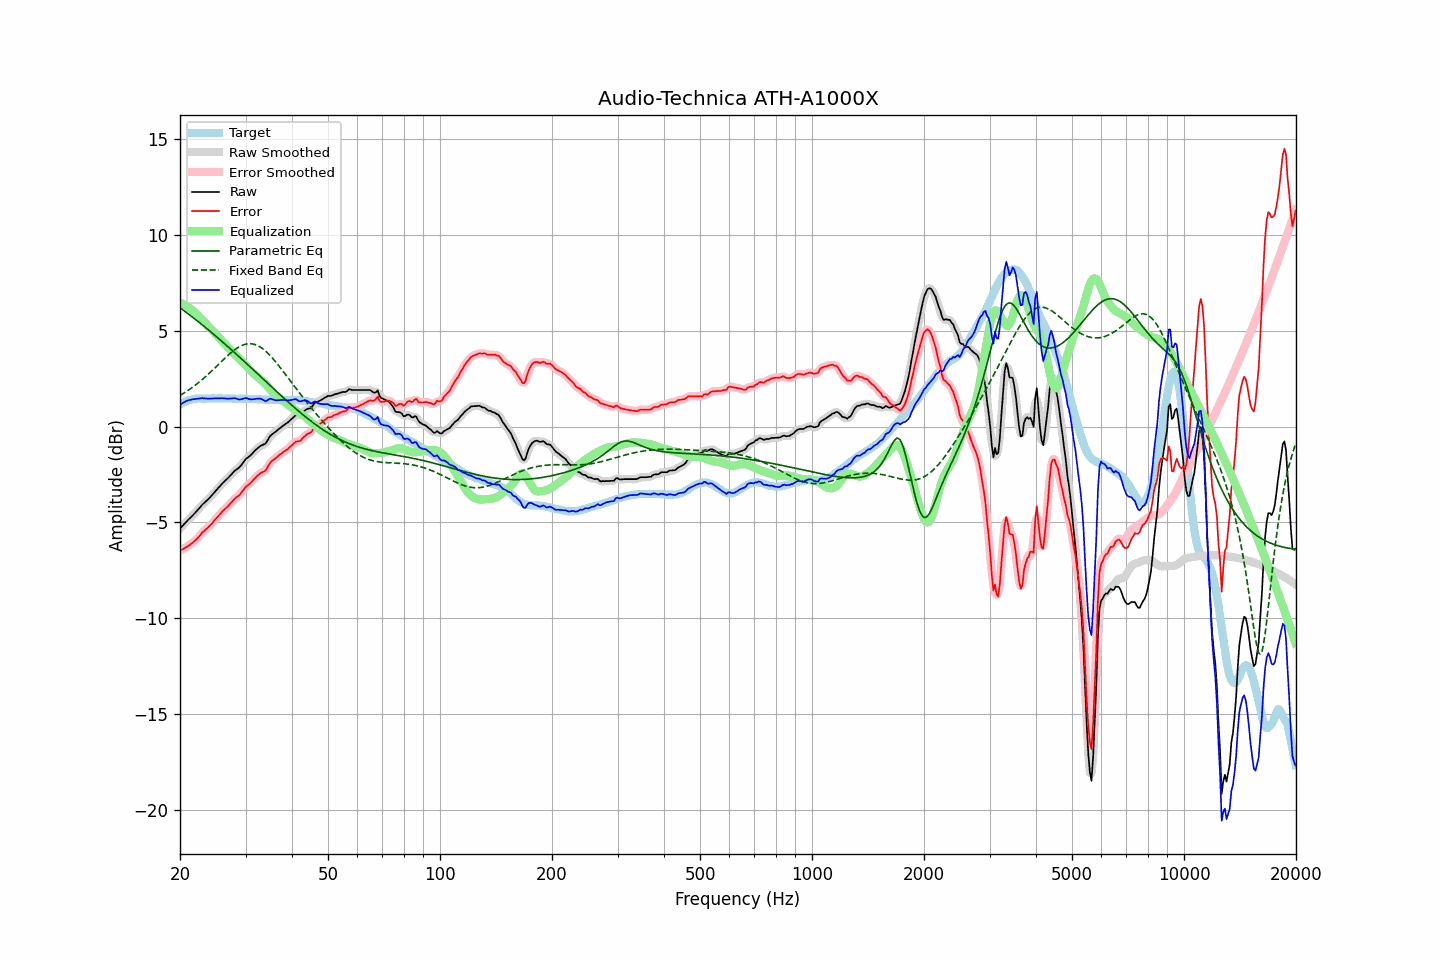 Audio-Technica ATH-A1000X
Target
Raw Smoothed
Error Smoothed
Raw
Error
Equalization
Parametric Eq
Fixed Band Eq
Equalized
Amplitude (dBr)
15
10
5
0
−5
−10
−15
−20
20
50
100
200
500
1000
2000
5000
10000
20000
Frequency (Hz)